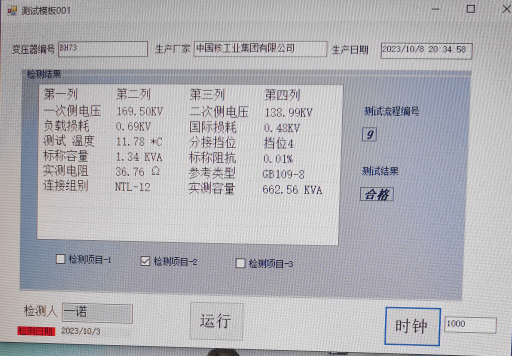 测试模板001
变压器编号 BH73 生产厂家 中国核工业集团有限公司 生产日期 2023/10/8 20 34 58
检测结果
第一列 第二列 第三列 第四列
一次侧电压 169.50KV 二次侧电压 138.99KV
负载损耗 0.69KV 国际损耗 0.48KV
测试 温度 11.78 *C 分接挡位 挡位4
标称容量 1.34 KVA 标称阻抗 0.01%
实测电阻 36.76 Ω 参考类型 GB109-8
连接组别 NTL-12 实测容量 662.56 KVA
测试流程编号
9
测试结果
合格
检测项目-1 检测项目-2 检测项目-3
检测人 一诺 运行 时钟 1000
检测日期 2023/10/3